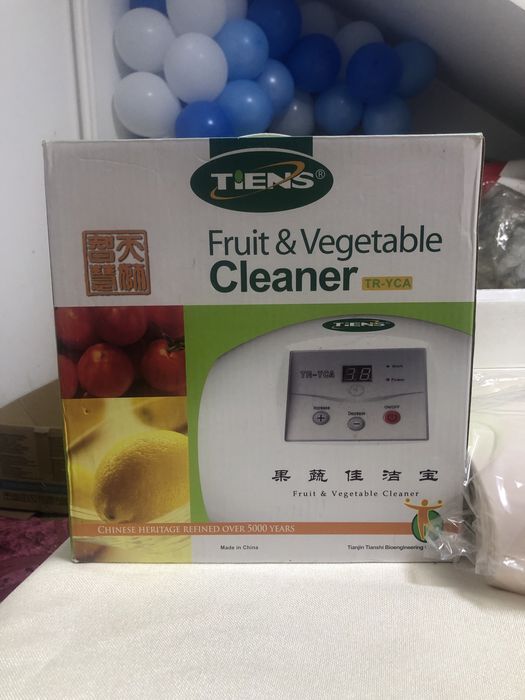 TIENS®
Fruit & Vegetable
Cleaner TR-YCA
天狮
智慧
TIENS
TR-YCA
38
Work
Power
Increase
Decrease
ON/OFF
果蔬佳洁宝
Fruit & Vegetable Cleaner
CHINESE HERITAGE REFINED OVER 5000 YEARS
Made in China
Tianjin Tianshi Bioengineering